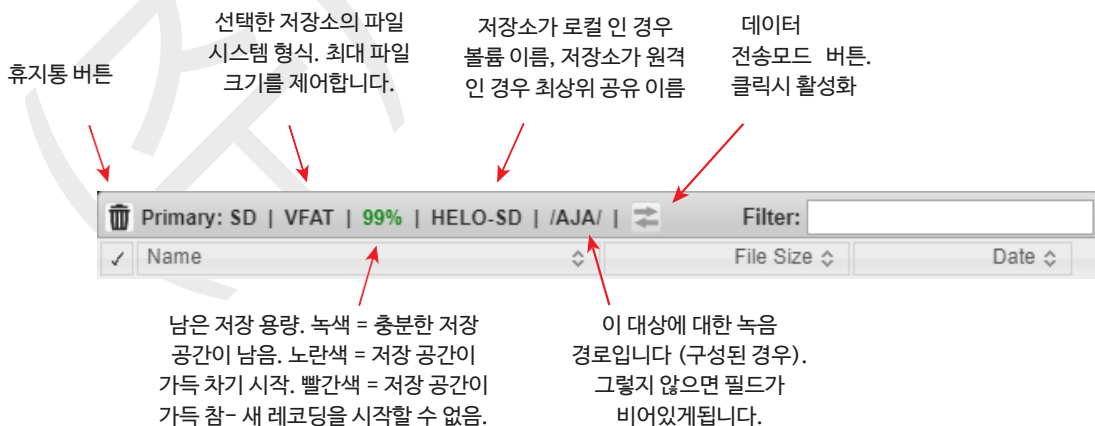 휴지통 버튼
선택한 저장소의 파일
시스템 형식. 최대 파일
크기를 제어합니다.
저장소가 로컬 인 경우
볼륨 이름, 저장소가 원격
인 경우 최상위 공유 이름
데이터
전송모드 버튼.
클릭시 활성화
Primary: SD | VFAT | 99% | HELO-SD | /AJA/ | Filter:
✓ Name File Size Date
남은 저장 용량. 녹색 = 충분한 저장
공간이 남음. 노란색 = 저장 공간이
가득 차기 시작. 빨간색 = 저장 공간이
가득 참- 새 레코딩을 시작할 수 없음.
이 대상에 대한 녹음
경로입니다 (구성된 경우).
그렇지 않으면 필드가
비어있게됩니다.